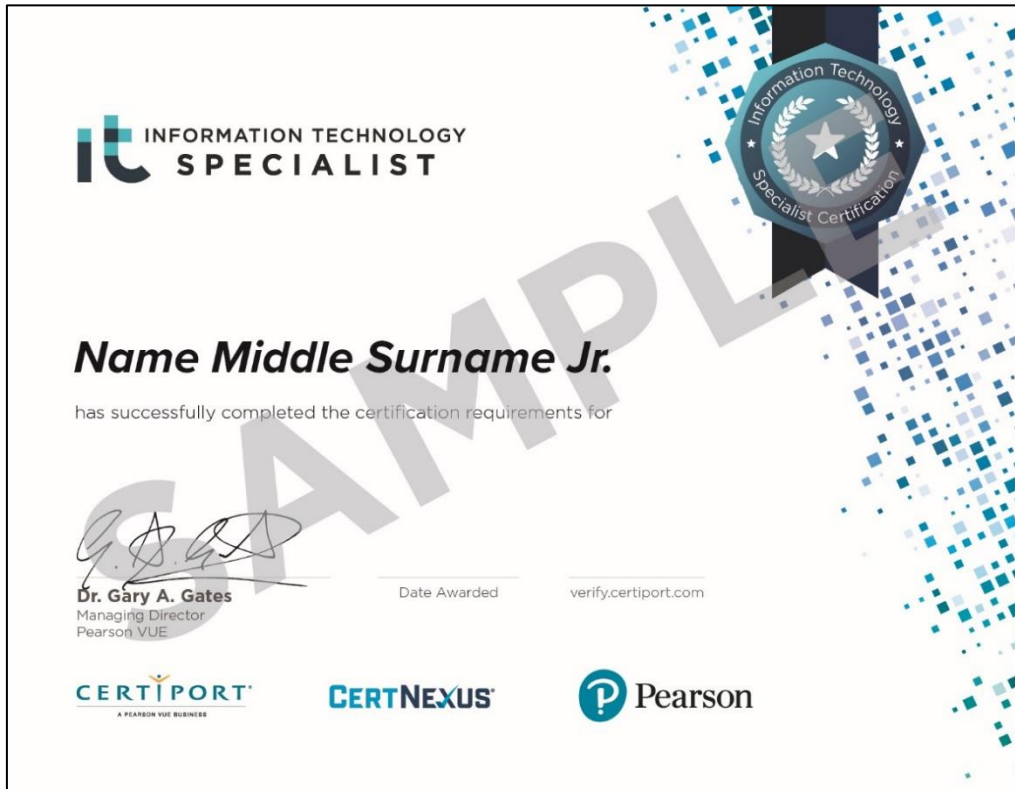 it INFORMATION TECHNOLOGY
SPECIALIST
Information Technology
Specialist Certification
SAMPLE
Name Middle Surname Jr.
has successfully completed the certification requirements for
Dr. Gary A. Gates
Managing Director
Pearson VUE
Date Awarded
verify.certiport.com
CERTIPORT
A PEARSON VUE BUSINESS
CERTNEXUS
Pearson